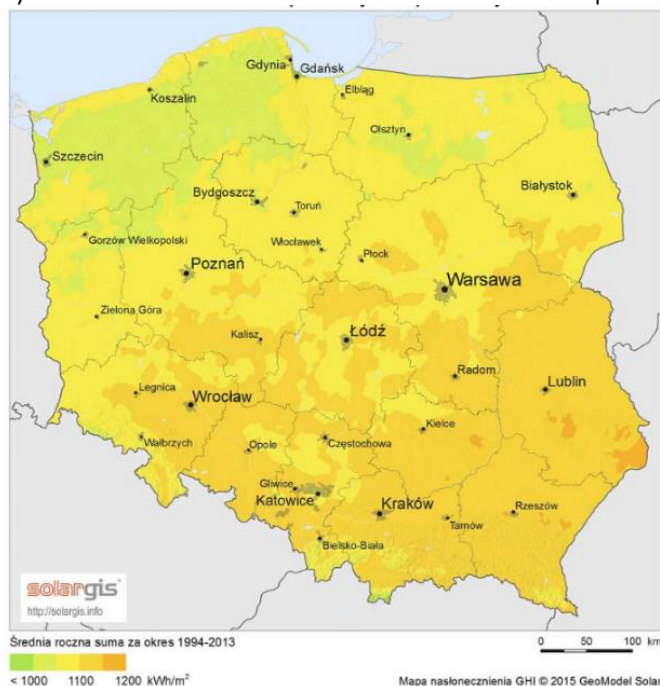 Gdynia
Gdańsk
Koszalin
Elbląg
Olsztyn
Szczecin
Bydgoszcz
Toruń
Białystok
Gorzów Wielkopolski
Włocławek
Płock
Poznań
Warsawa
Zielona Góra
Kalisz
Łódź
Radom
Lublin
Legnica
Wrocław
Kielce
Wałbrzych
Opole
Częstochowa
Gliwice
Katowice
Kraków
Tarnów
Rzeszów
Bielsko-Biała
solargis
http://solargis.info
Średnia roczna suma za okres 1994-2013
0 50 100 km
< 1000 1100 1200 kWh/m²
Mapa nasłonecznienia GHI © 2015 GeoModel Solar